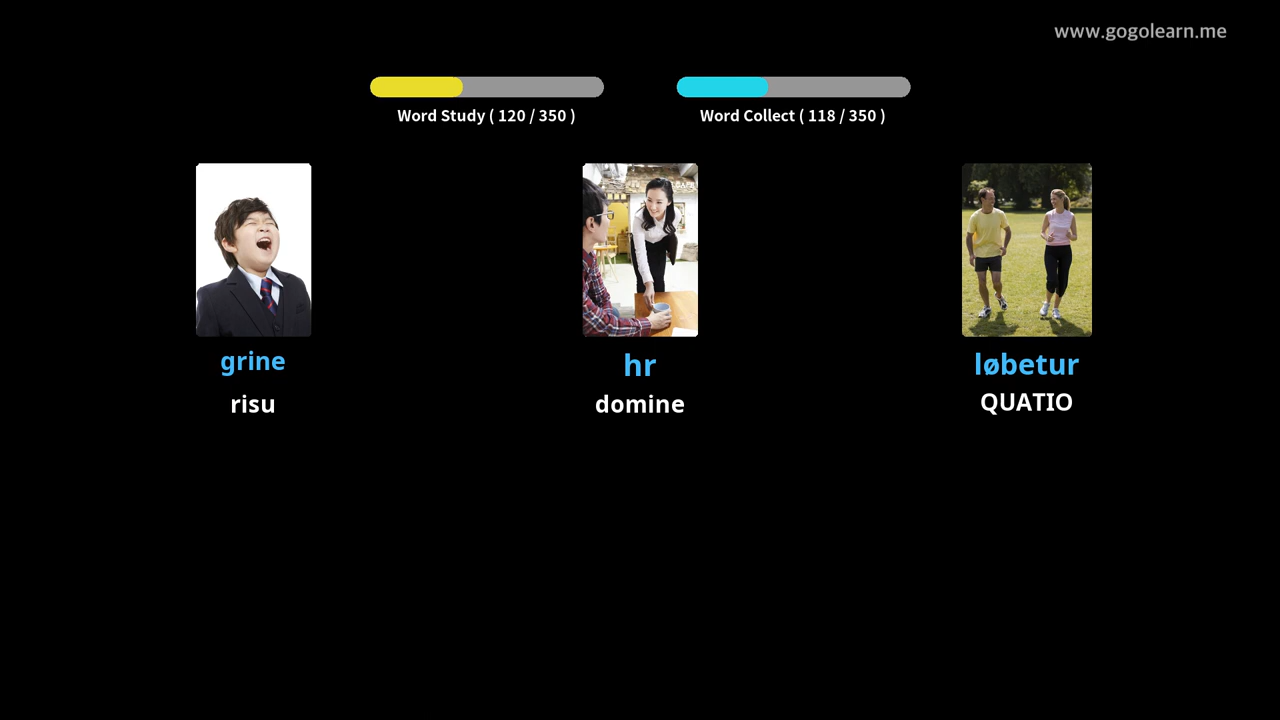 www.gogolearn.me
Word Study ( 120 / 350 )
Word Collect ( 118 / 350 )
grine
hr
løbetur
risu
domine
QUATIO